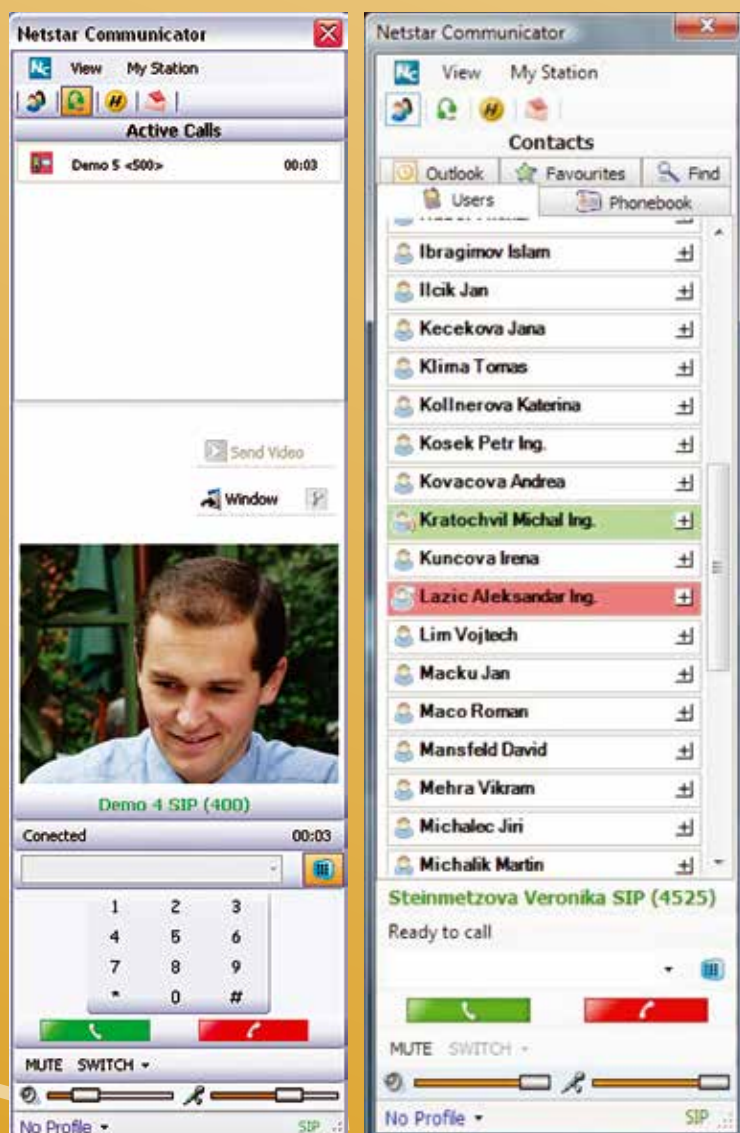 Netstar Communicator
View My Station
Active Calls
Demo 5 <500> 00:03
Send Video
Window
Demo 4 SIP (400)
Conected 00:03
1 2 3
4 5 6
7 8 9
* 0 #
MUTE SWITCH
No Profile SIP
Netstar Communicator
View My Station
Contacts
Outlook Favourites Find
Users Phonebook
Ibragimov Islam
Ilcik Jan
Kecekova Jana
Klima Tomas
Kollnerova Katerina
Kosek Petr Ing.
Kovacova Andrea
Kratochvil Michal Ing.
Kuncova Irena
Lazic Aleksandar Ing.
Lim Vojtech
Macku Jan
Maco Roman
Mansfeld David
Mehra Vikram
Michalec Jiri
Michalik Martin
Steinmetzova Veronika SIP (4525)
Ready to call
MUTE SWITCH
No Profile SIP